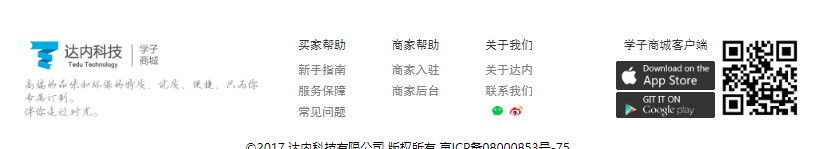 达内科技
Tedu Technology
学子
商城
高端的品味和环保的特质、优质、便捷、只为你
专属订制。
伴你走过时光。
买家帮助
新手指南
服务保障
常见问题
商家帮助
商家入驻
商家后台
关于我们
关于达内
联系我们
学子商城客户端
Download on the
App Store
GIT IT ON
Google play
©2017 达内科技有限公司 版权所有 京ICP备08000853号-75